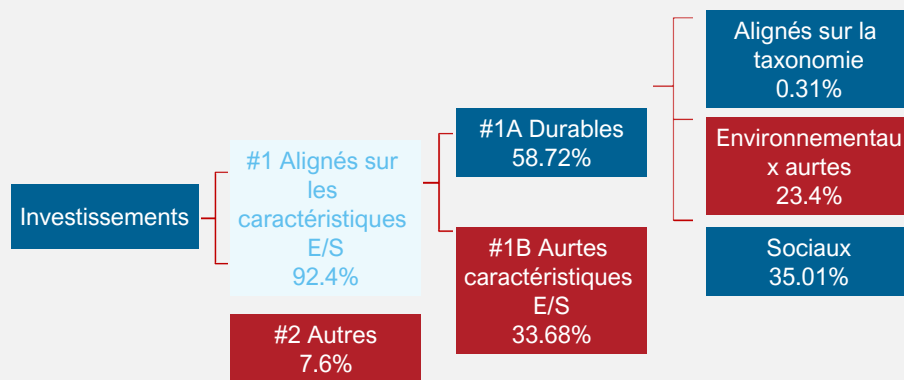 Investissements
#1 Alignés sur
les
caractéristiques
E/S
92.4%
#2 Autres
7.6%
#1A Durables
58.72%
#1B Aurtes
caractéristiques
E/S
33.68%
Alignés sur la
taxonomie
0.31%
Environnementau
x aurtes
23.4%
Sociaux
35.01%